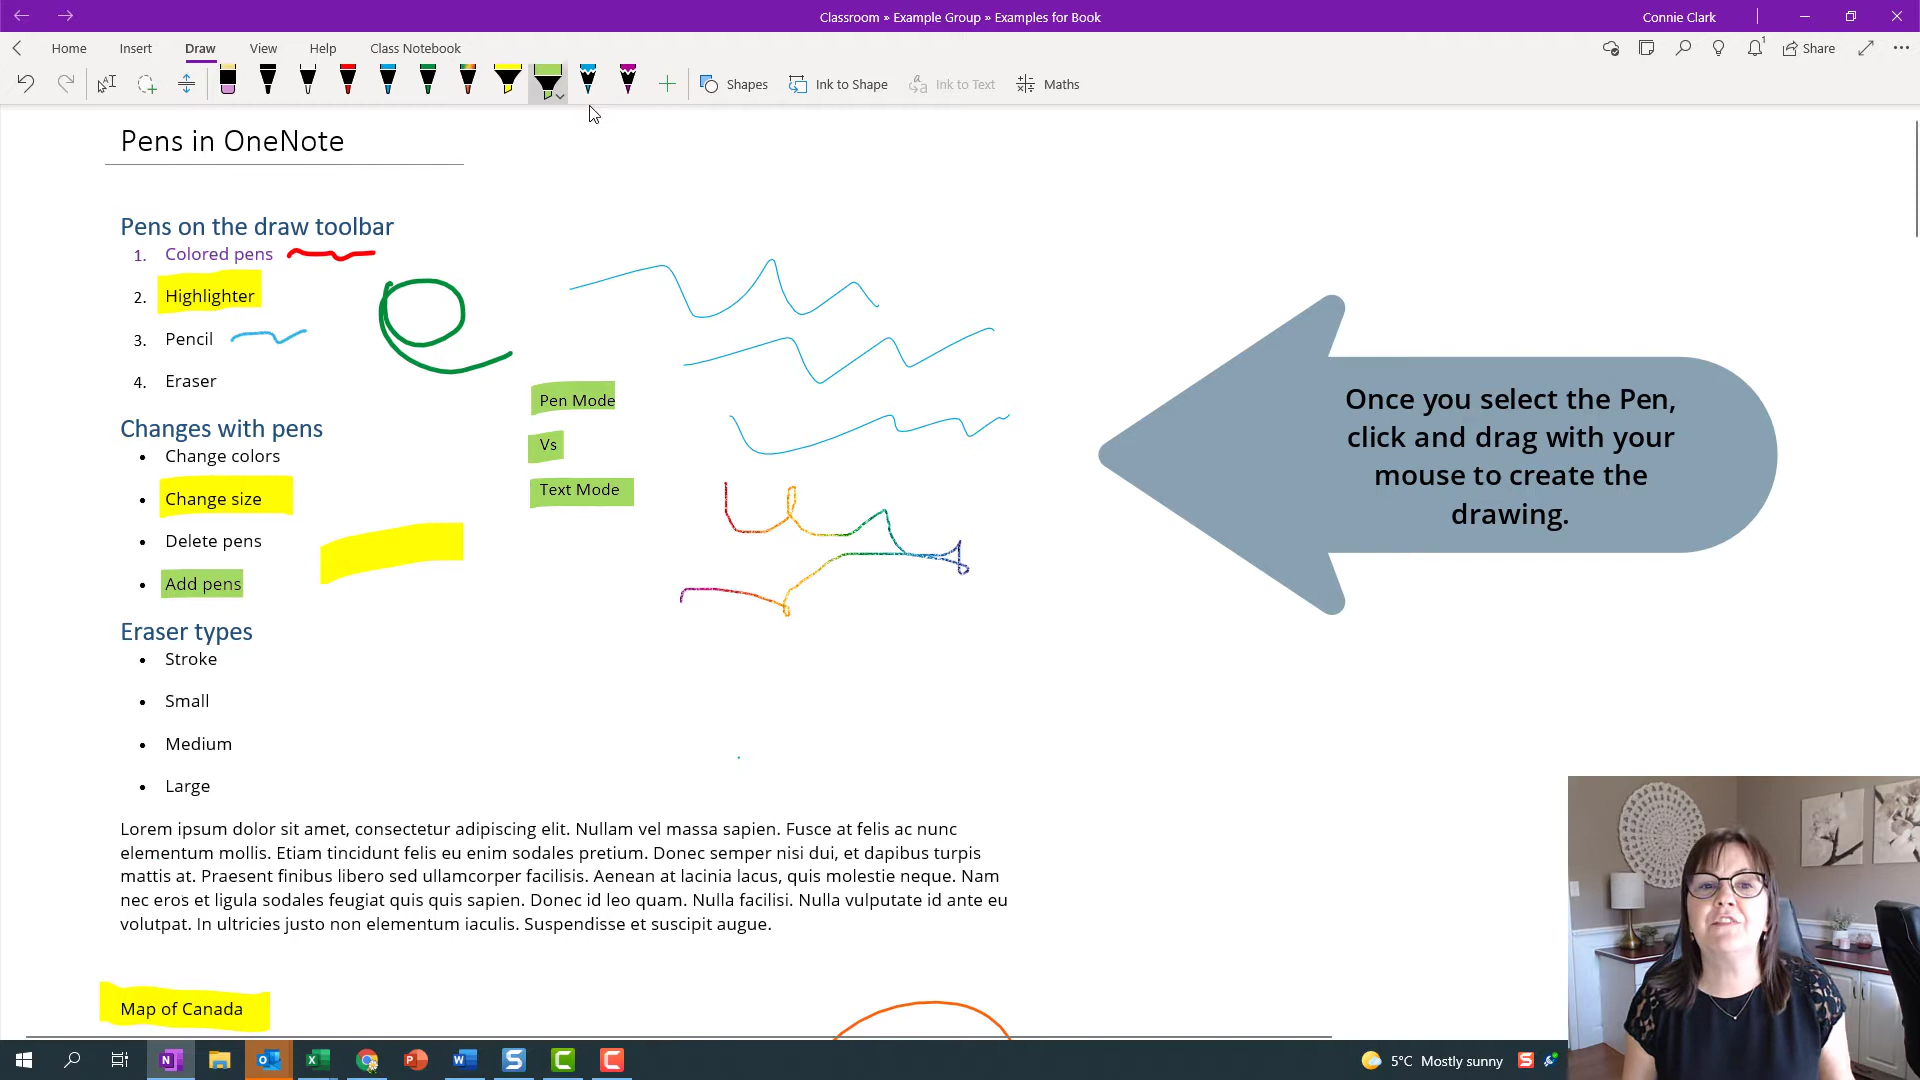 Classroom » Example Group » Examples for Book
Connie Clark
Home Insert Draw View Help Class Notebook
1
Share
Shapes
Ink to Shape
Ink to Text
Maths
Pens in OneNote
Pens on the draw toolbar
1. Colored pens
2. Highlighter
3. Pencil
4. Eraser
Changes with pens
• Change colors
• Change size
• Delete pens
• Add pens
Eraser types
• Stroke
• Small
• Medium
• Large
Pen Mode
Vs
Text Mode
Once you select the Pen,
click and drag with your
mouse to create the
drawing.
Lorem ipsum dolor sit amet, consectetur adipiscing elit. Nullam vel massa sapien. Fusce at felis ac nunc
elementum mollis. Etiam tincidunt felis eu enim sodales pretium. Donec semper nisi dui, et dapibus turpis
mattis at. Praesent finibus libero sed ullamcorper facilisis. Aenean at lacinia lacus, quis molestie neque. Nam
nec eros et ligula sodales feugiat quis quis sapien. Donec id leo quam. Nulla facilisi. Nulla vulputate id ante eu
volutpat. In ultricies justo non elementum iaculis. Suspendisse et suscipit augue.
Map of Canada
5°C Mostly sunny